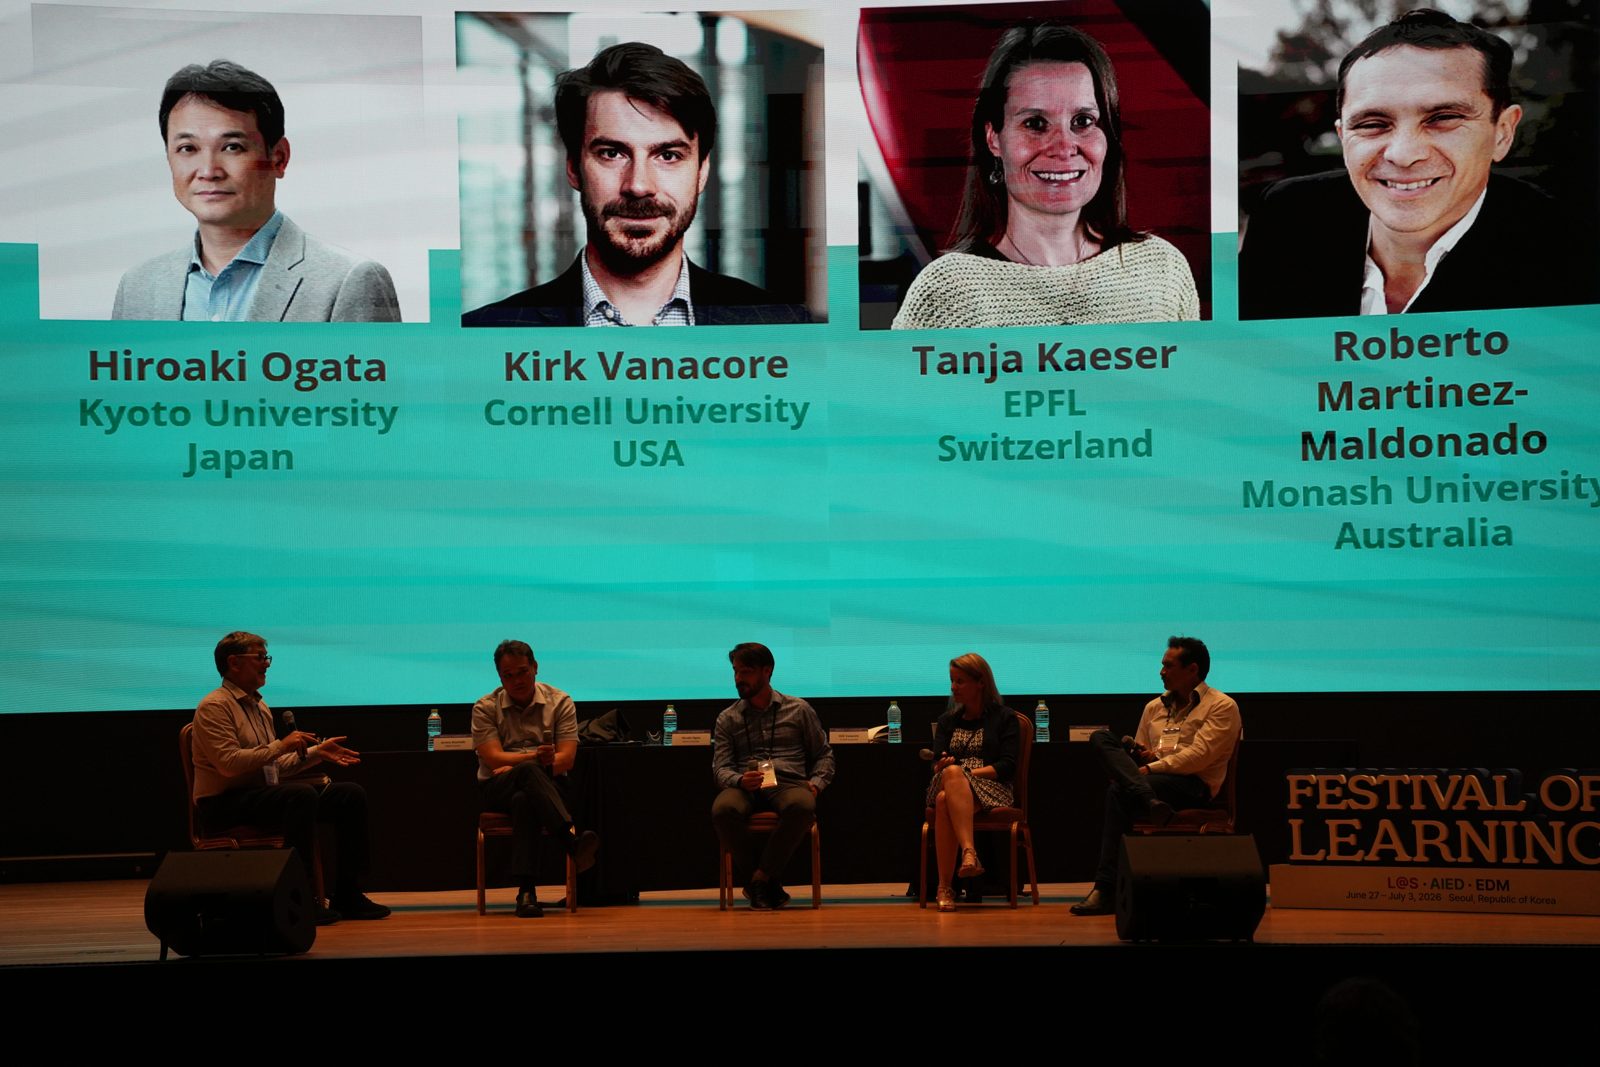 Hiroaki Ogata
Kyoto University
Japan
Kirk Vanacore
Cornell University
USA
Tanja Kaeser
EPFL
Switzerland
Roberto
Martinez-
Maldonado
Monash University
Australia
FESTIVAL OF
LEARNING
L@S · AIED · EDM
June 27 – July 3, 2026 Seoul, Republic of Korea